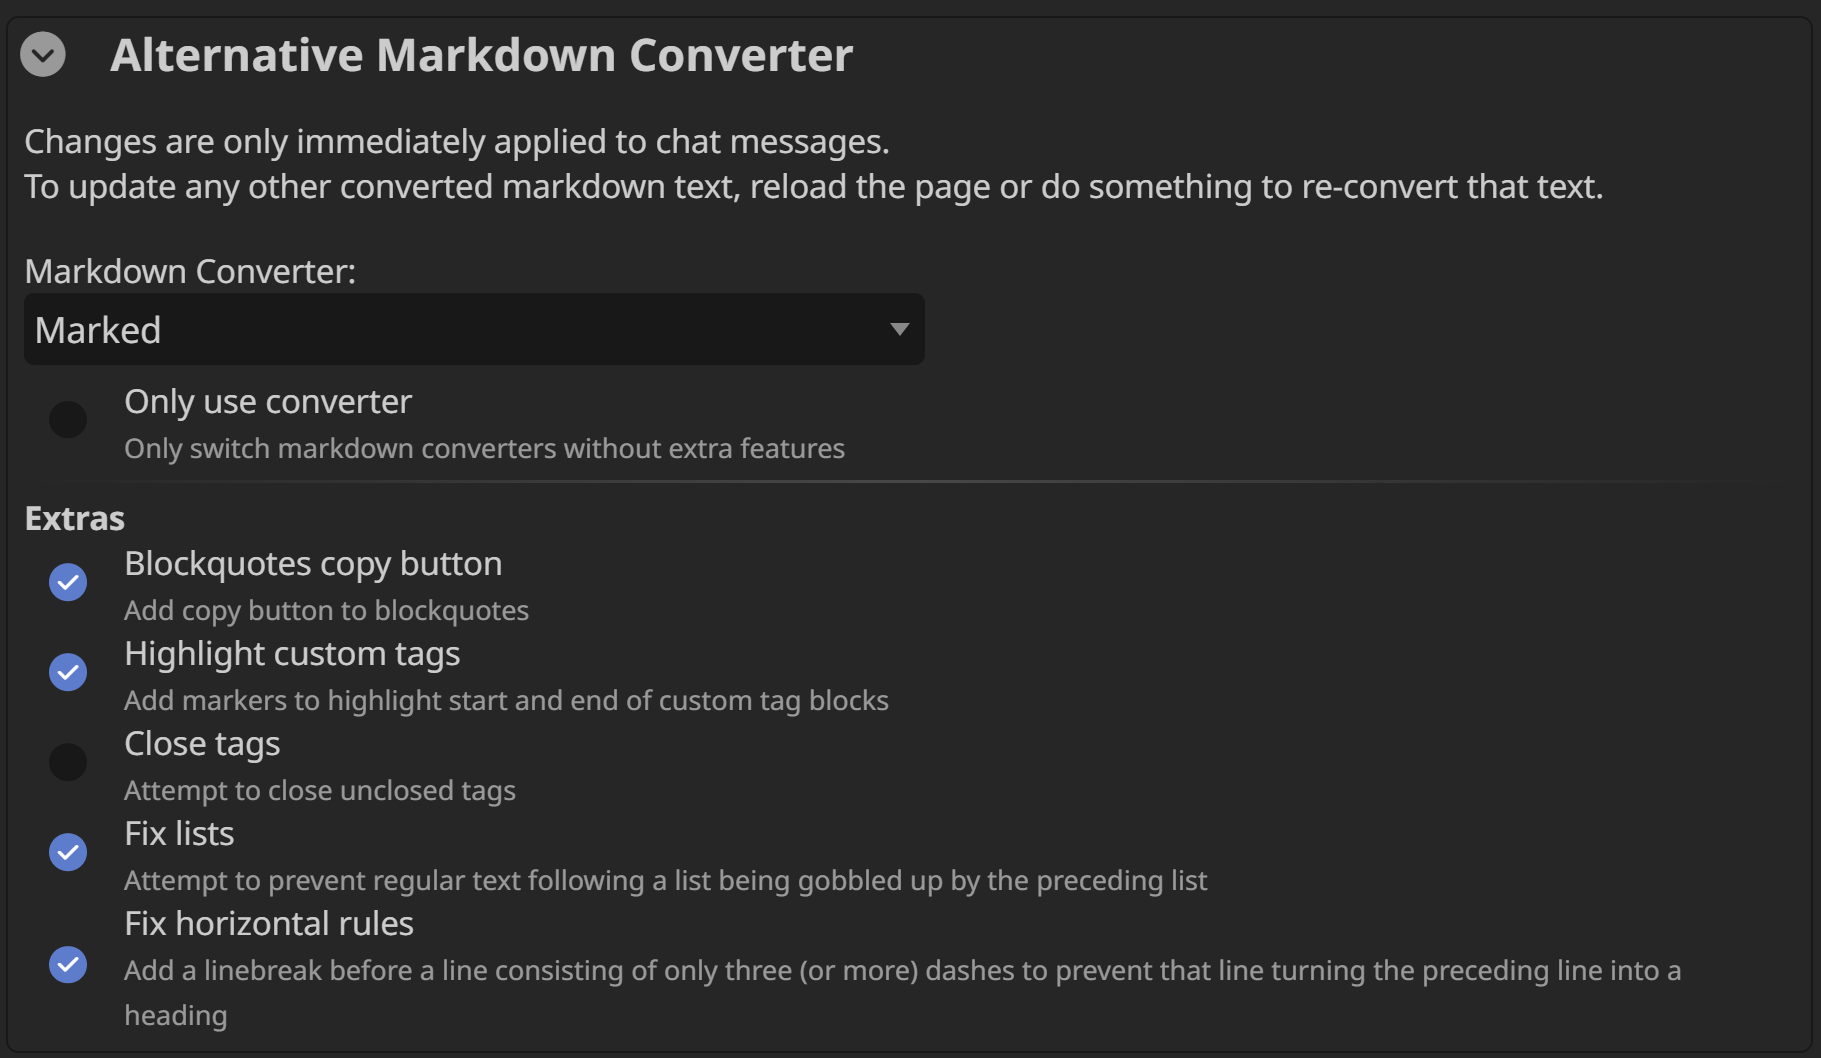 Alternative Markdown Converter
Changes are only immediately applied to chat messages.
To update any other converted markdown text, reload the page or do something to re-convert that text.
Markdown Converter:
Marked
Only use converter
Only switch markdown converters without extra features
Extras
Blockquotes copy button
Add copy button to blockquotes
Highlight custom tags
Add markers to highlight start and end of custom tag blocks
Close tags
Attempt to close unclosed tags
Fix lists
Attempt to prevent regular text following a list being gobbled up by the preceding list
Fix horizontal rules
Add a linebreak before a line consisting of only three (or more) dashes to prevent that line turning the preceding line into a
heading